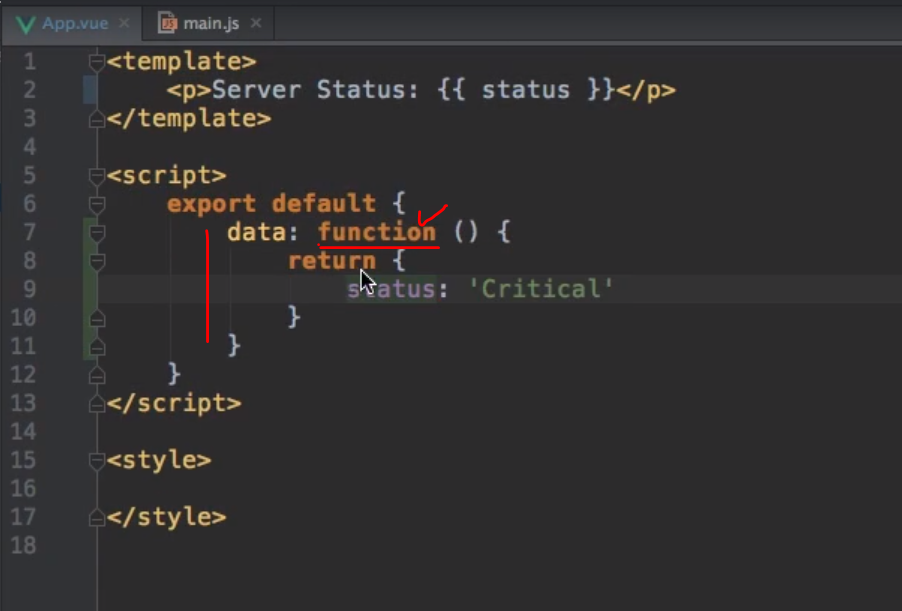 App.vue × main.js ×
1 <template>
2 <p>Server Status: {{ status }}</p>
3 </template>
4
5 <script>
6 export default {
7 data: function () {
8 return {
9 status: 'Critical'
10 }
11 }
12 }
13 </script>
14
15 <style>
16
17 </style>
18